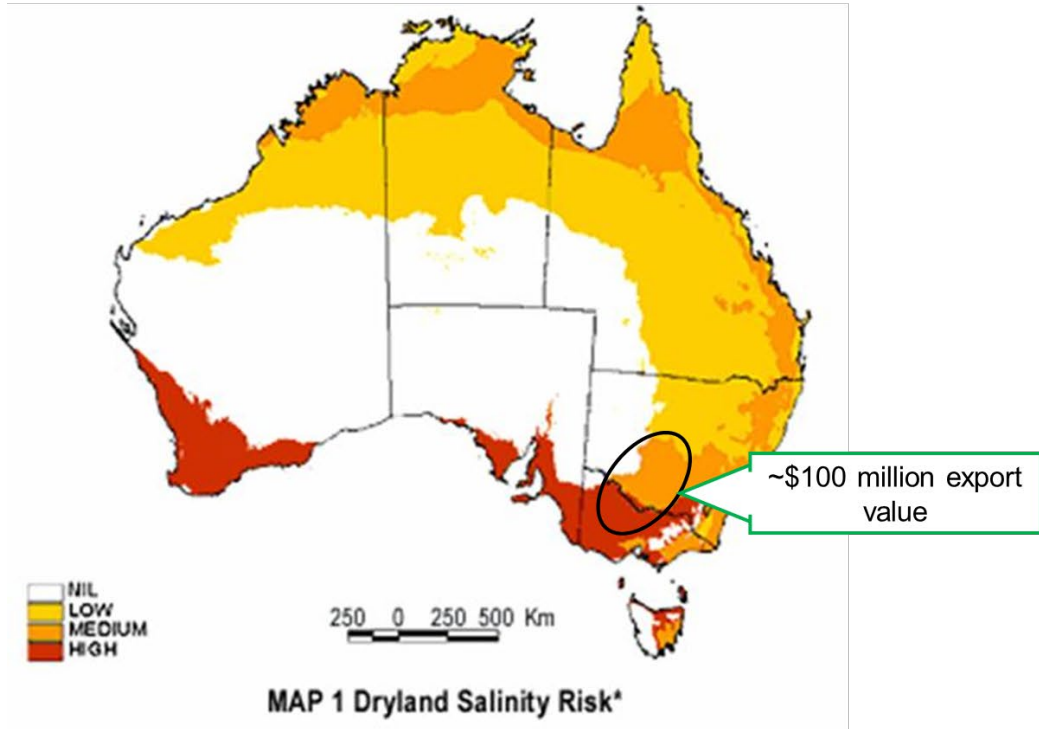 ~$100 million export
value
NIL
LOW
MEDIUM
HIGH
250 0 250 500 Km
MAP 1 Dryland Salinity Risk*